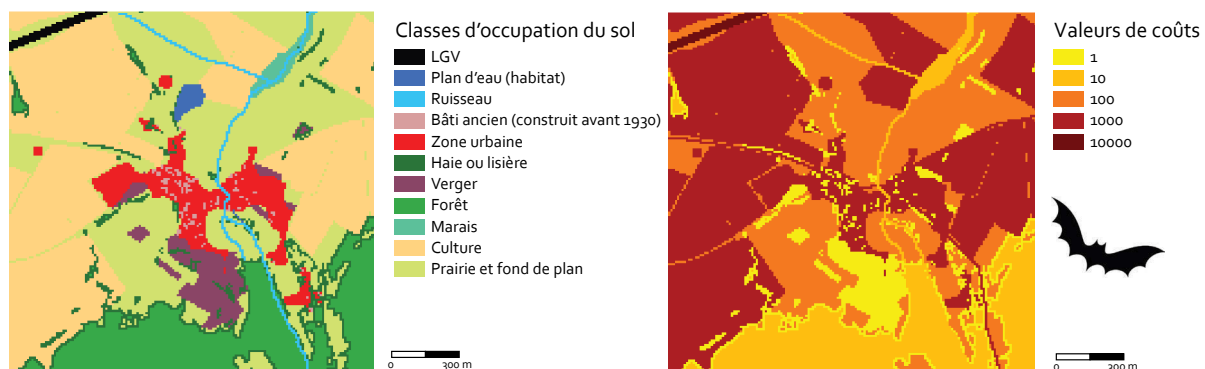 Classes d'occupation du sol
LGV
Plan d'eau (habitat)
Ruisseau
Bâti ancien (construit avant 1930)
Zone urbaine
Haie ou lisière
Verger
Forêt
Marais
Culture
Prairie et fond de plan
0 300 m
Valeurs de coûts
1
10
100
1000
10000
0 300 m